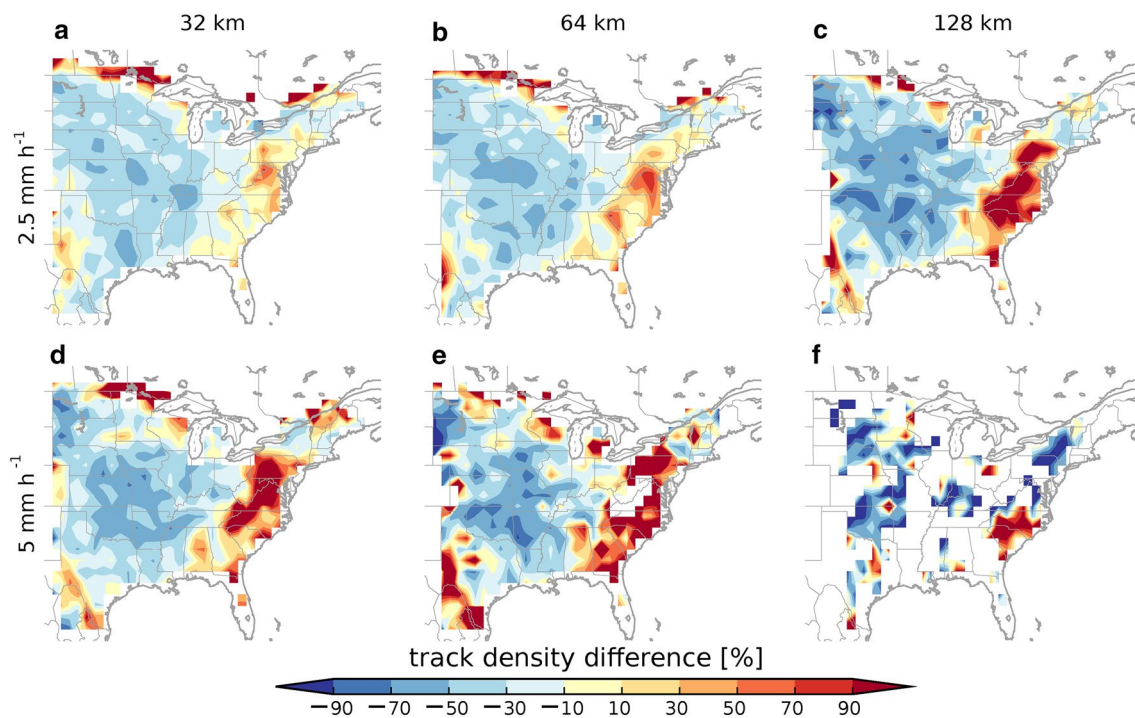 32 km
64 km
128 km
a
b
c
2.5 mm h⁻¹
d
e
f
5 mm h⁻¹
track density difference [%]
−90 −70 −50 −30 −10 10 30 50 70 90